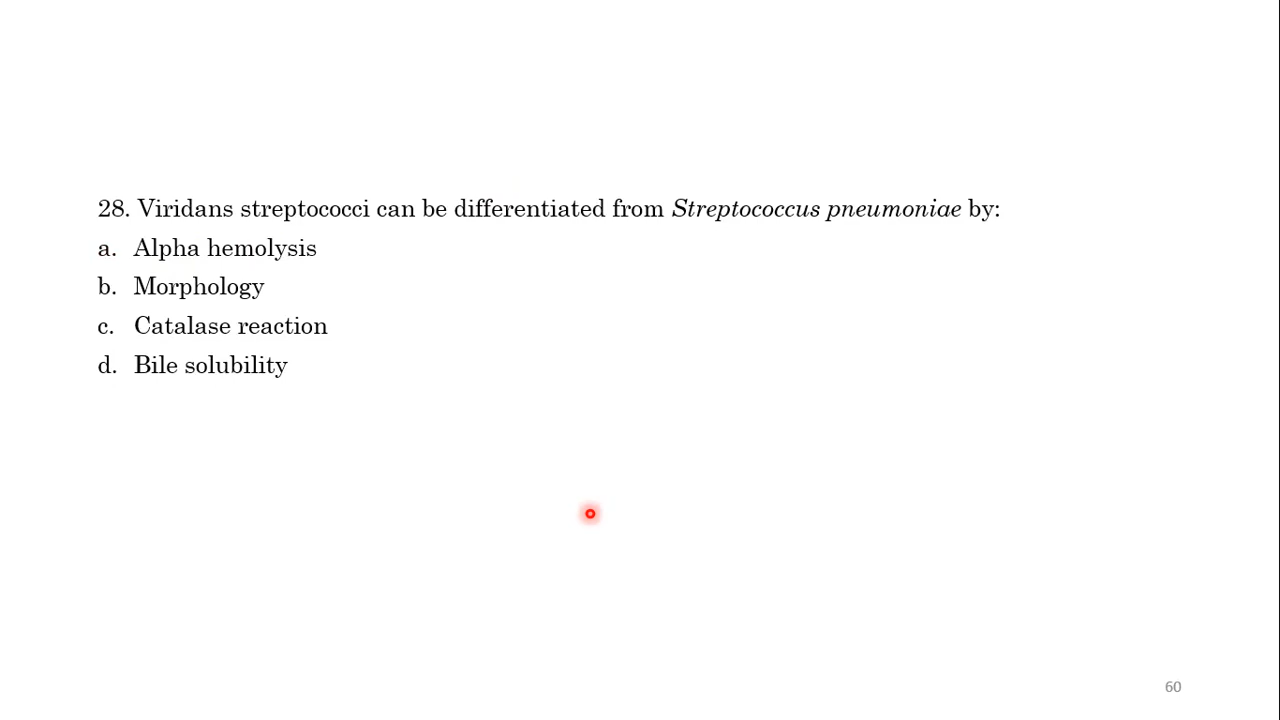 28. Viridans streptococci can be differentiated from Streptococcus pneumoniae by:
a. Alpha hemolysis
b. Morphology
c. Catalase reaction
d. Bile solubility
60